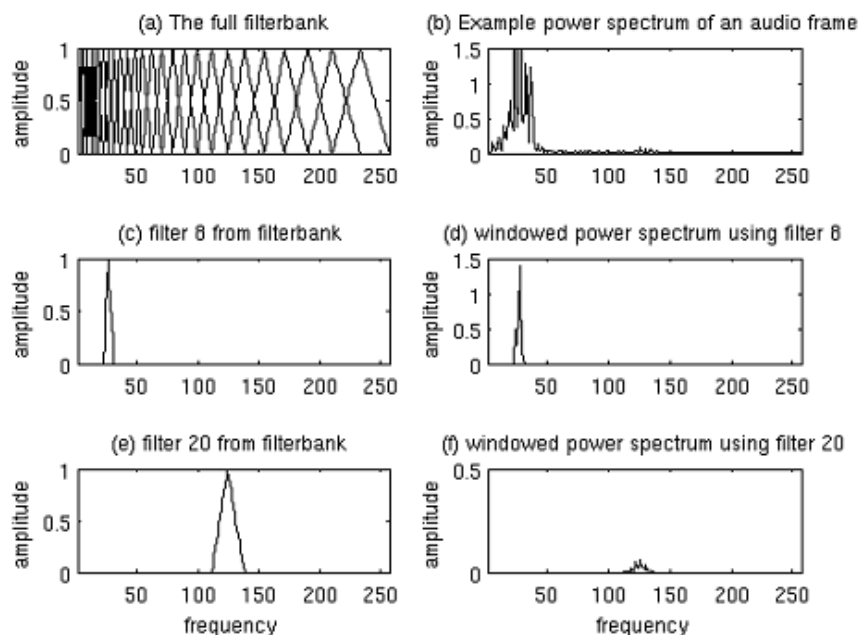 (a) The full filterbank
amplitude
1
0.5
0
50 100 150 200 250
(b) Example power spectrum of an audio frame
amplitude
1.5
1
0.5
0
50 100 150 200 250
(c) filter 8 from filterbank
amplitude
1
0.5
0
50 100 150 200 250
(d) windowed power spectrum using filter 8
amplitude
1.5
1
0.5
0
50 100 150 200 250
(e) filter 20 from filterbank
amplitude
1
0.5
0
50 100 150 200 250
frequency
(f) windowed power spectrum using filter 20
amplitude
0.5
0
50 100 150 200 250
frequency